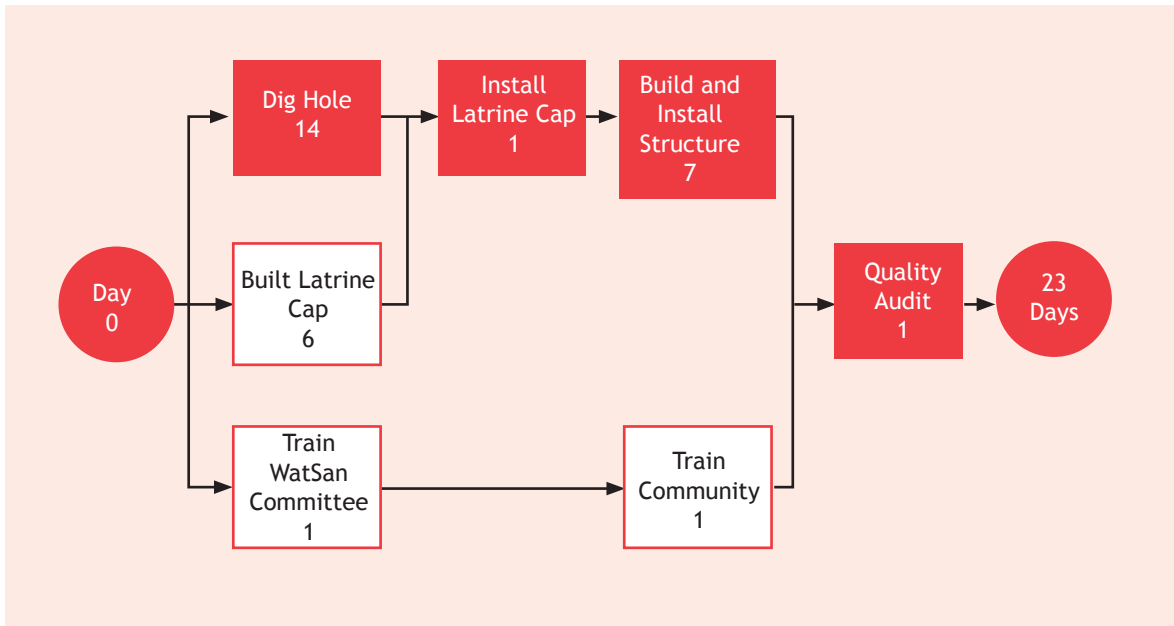 Dig Hole
14
Install
Latrine Cap
1
Build and
Install
Structure
7
Day
0
Built Latrine
Cap
6
Quality
Audit
1
23
Days
Train
WatSan
Committee
1
Train
Community
1